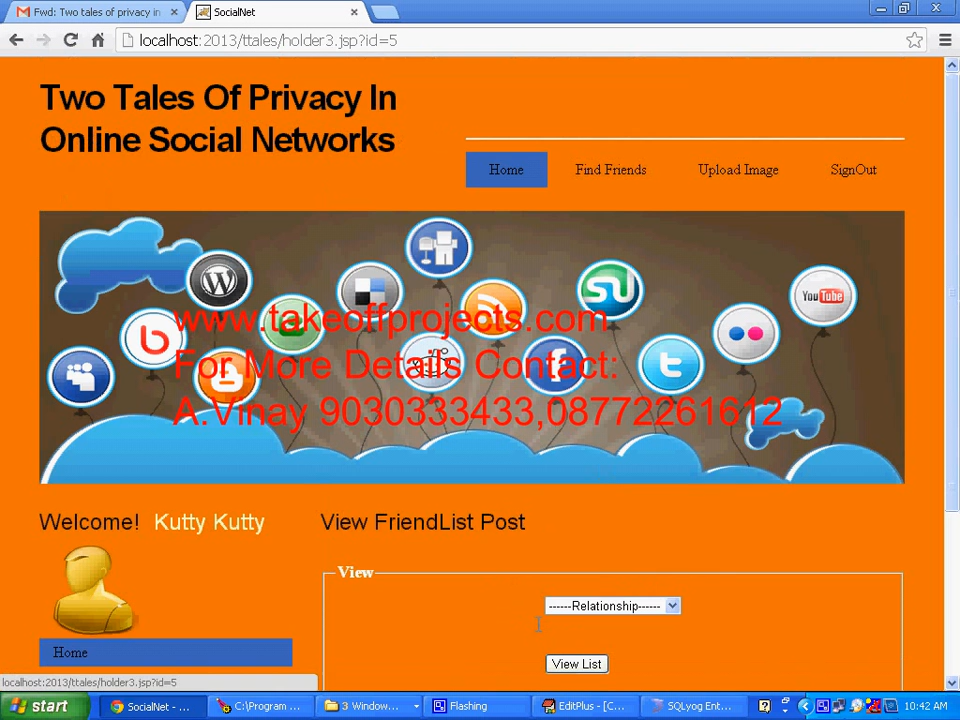 Fwd: Two tales of privacy in
SocialNet
localhost:2013/ttales/holder3.jsp?id=5
Two Tales Of Privacy In
Online Social Networks
Home
Find Friends
Upload Image
SignOut
You Tube
www.takeoffprojects.com
For More Details Contact:
A.Vinay 9030333433,08772261612
Welcome! Kutty Kutty
View FriendList Post
View
------Relationship------
View List
Home
localhost:2013/ttales/holder3.jsp?id=5
start
SocialNet - ...
C:\Program ...
3 Window...
Flashing
EditPlus - [C...
SQLyog Ent...
10:42 AM